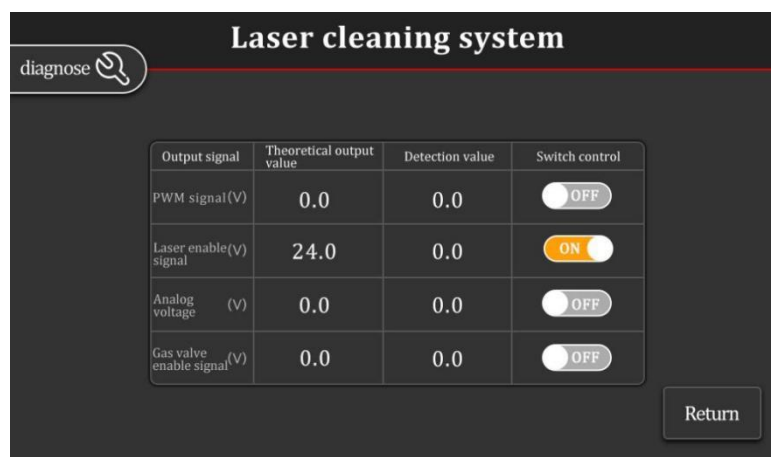 Laser cleaning system
diagnose
Output signal Theoretical output value Detection value Switch control
PWM signal(V) 0.0 0.0 OFF
Laser enable signal (V) 24.0 0.0 ON
Analog voltage (V) 0.0 0.0 OFF
Gas valve enable signal (V) 0.0 0.0 OFF
Return